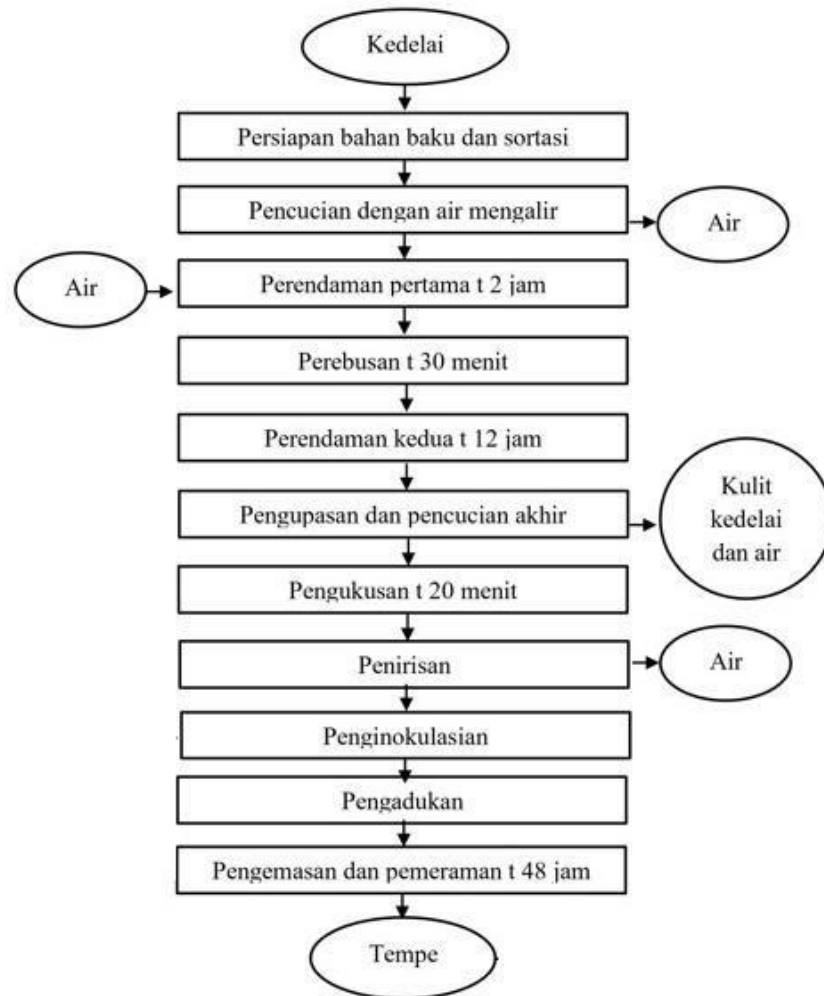 Kedelai
Persiapan bahan baku dan sortasi
Pencucian dengan air mengalir
Air
Air
Perendaman pertama t 2 jam
Perebusan t 30 menit
Perendaman kedua t 12 jam
Pengupasan dan pencucian akhir
Kulit
kedelai
dan air
Pengukusan t 20 menit
Penirisan
Air
Penginokulasian
Pengadukan
Pengemasan dan pemeraman t 48 jam
Tempe